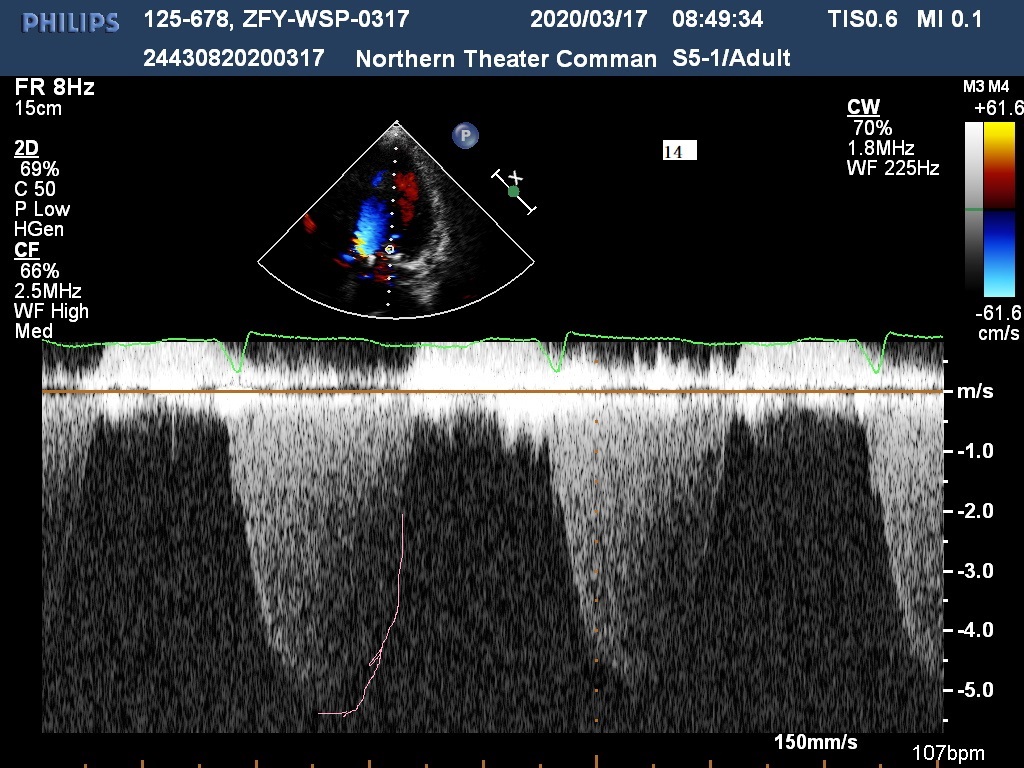 PHILIPS 125-678, ZFY-WSP-0317 2020/03/17 08:49:34 TIS0.6 MI 0.1
24430820200317 Northern Theater Comman S5-1/Adult
FR 8Hz
15cm
2D
69%
C 50
P Low
HGen
CF
66%
2.5MHz
WF High
Med
P
14
CW
70%
1.8MHz
WF 225Hz
M3 M4
+61.6
-61.6
cm/s
m/s
-1.0
-2.0
-3.0
-4.0
-5.0
150mm/s
107bpm